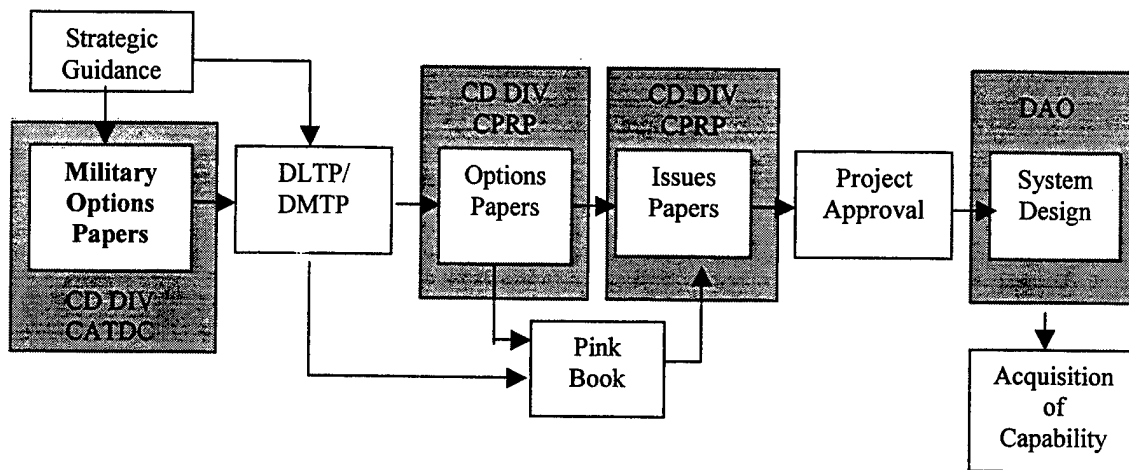 Strategic
Guidance
Military
Options
Papers
CD DIV
CATDC
DLTP/
DMTP
CD DIV
CPRP
Options
Papers
CD DIV
CPRP
Issues
Papers
Pink
Book
Project
Approval
DAO
System
Design
Acquisition
of
Capability